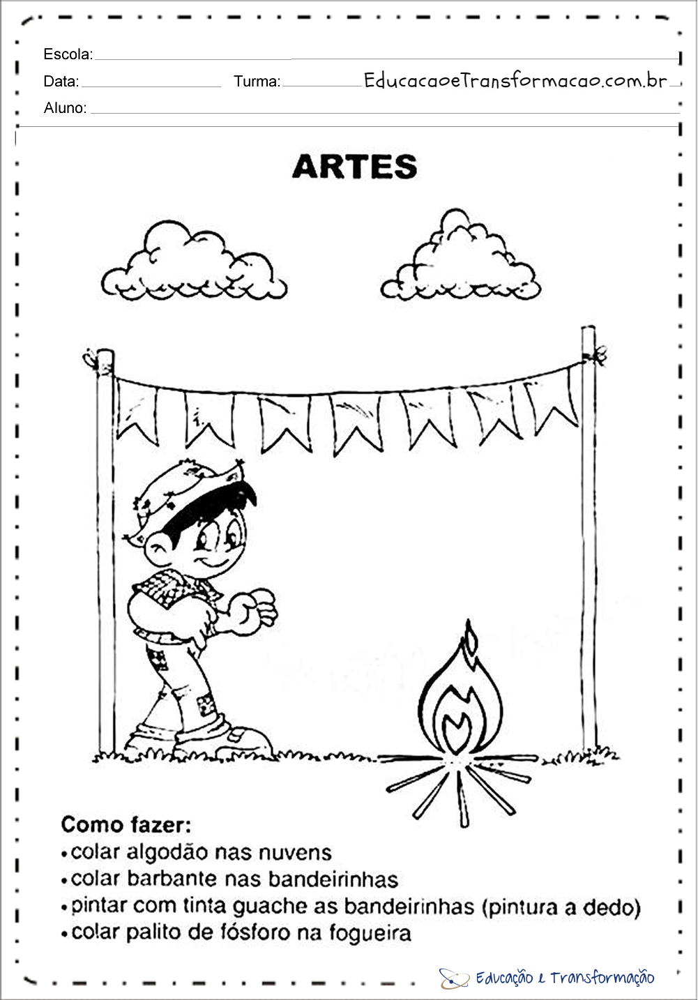 Escola:
Data: Turma: EducacaoeTransformacao.com.br
Aluno:
ARTES
Como fazer:
•colar algodão nas nuvens
•colar barbante nas bandeirinhas
•pintar com tinta guache as bandeirinhas (pintura a dedo)
•colar palito de fósforo na fogueira
Educação e Transformação